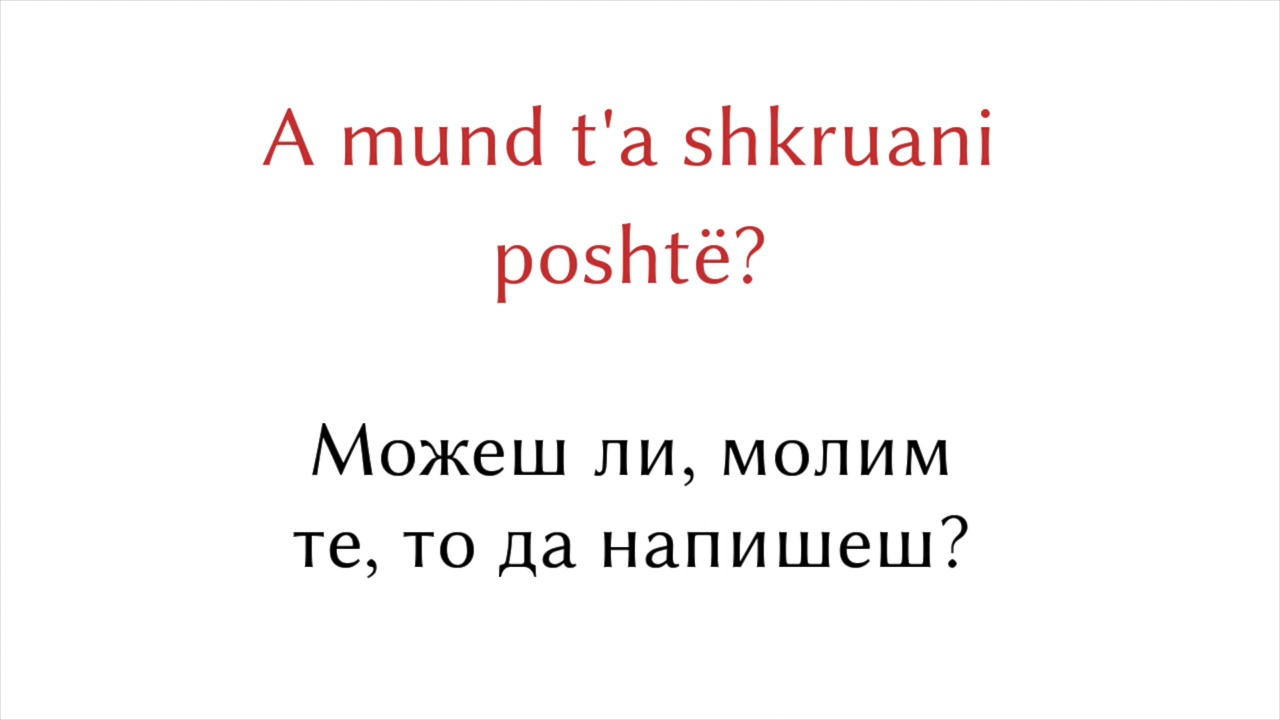 A mund t'a shkruani
poshtë?
Можеш ли, молим
те, то да напишеш?